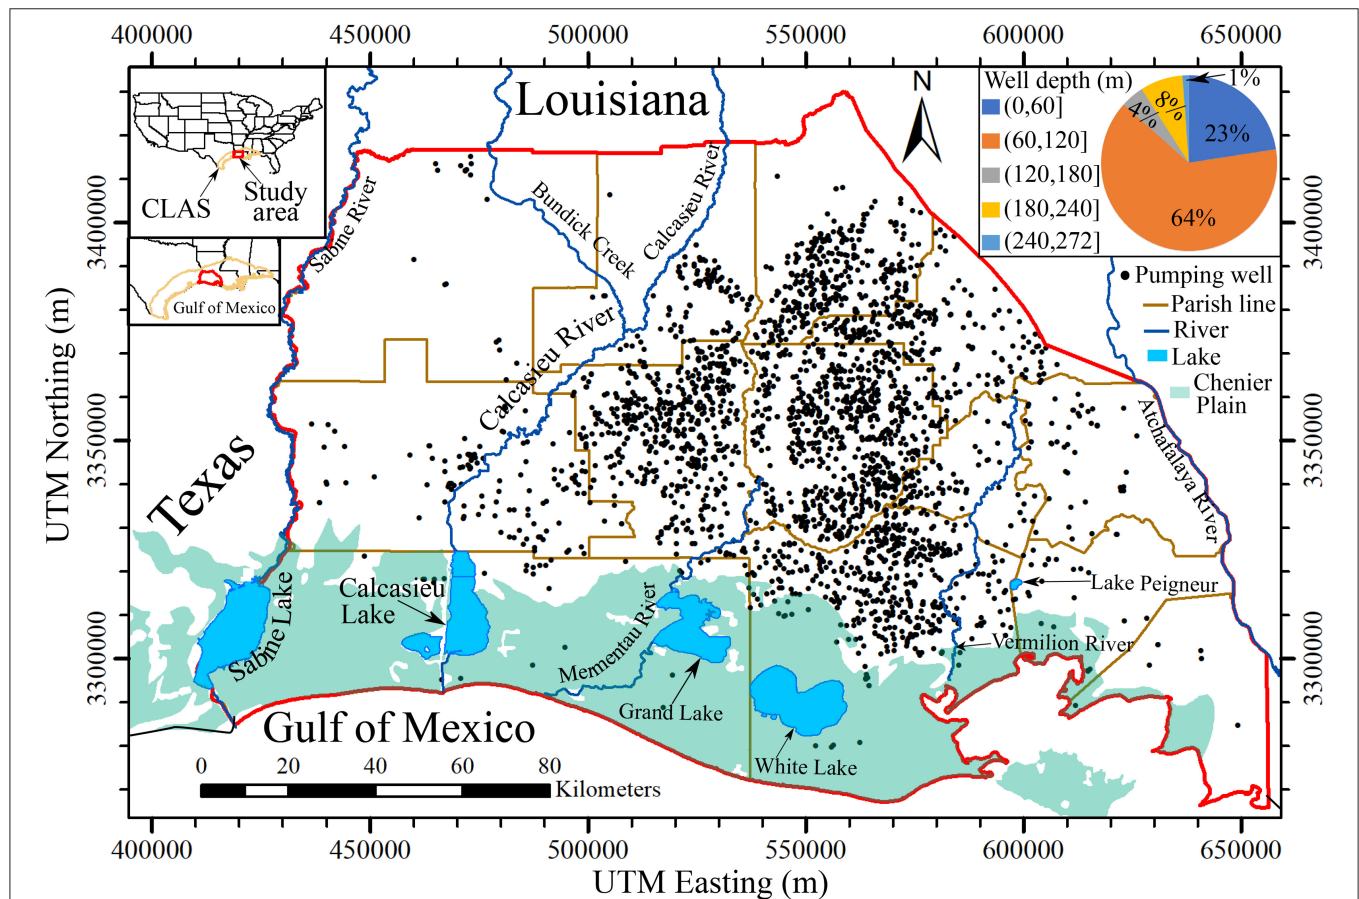 400000 450000 500000 550000 600000 650000
Louisiana
N
Well depth (m)
(0,60]
(60,120]
(120,180]
(180,240]
(240,272]
1%
8%
4%
23%
64%
CLAS
Study
area
Gulf of Mexico
Sabine River
Bundick Creek
Calcasieu River
Calcasieu River
Pumping well
Parish line
River
Lake
Chenier
Plain
Texas
Atchafalaya River
Calcasieu
Lake
Sabine Lake
Mermentau River
Lake Peigneur
Vermilion River
Grand Lake
White Lake
Gulf of Mexico
0 20 40 60 80
Kilometers
UTM Northing (m)
3400000
3350000
3300000
3400000
3350000
3300000
400000 450000 500000 550000 600000 650000
UTM Easting (m)